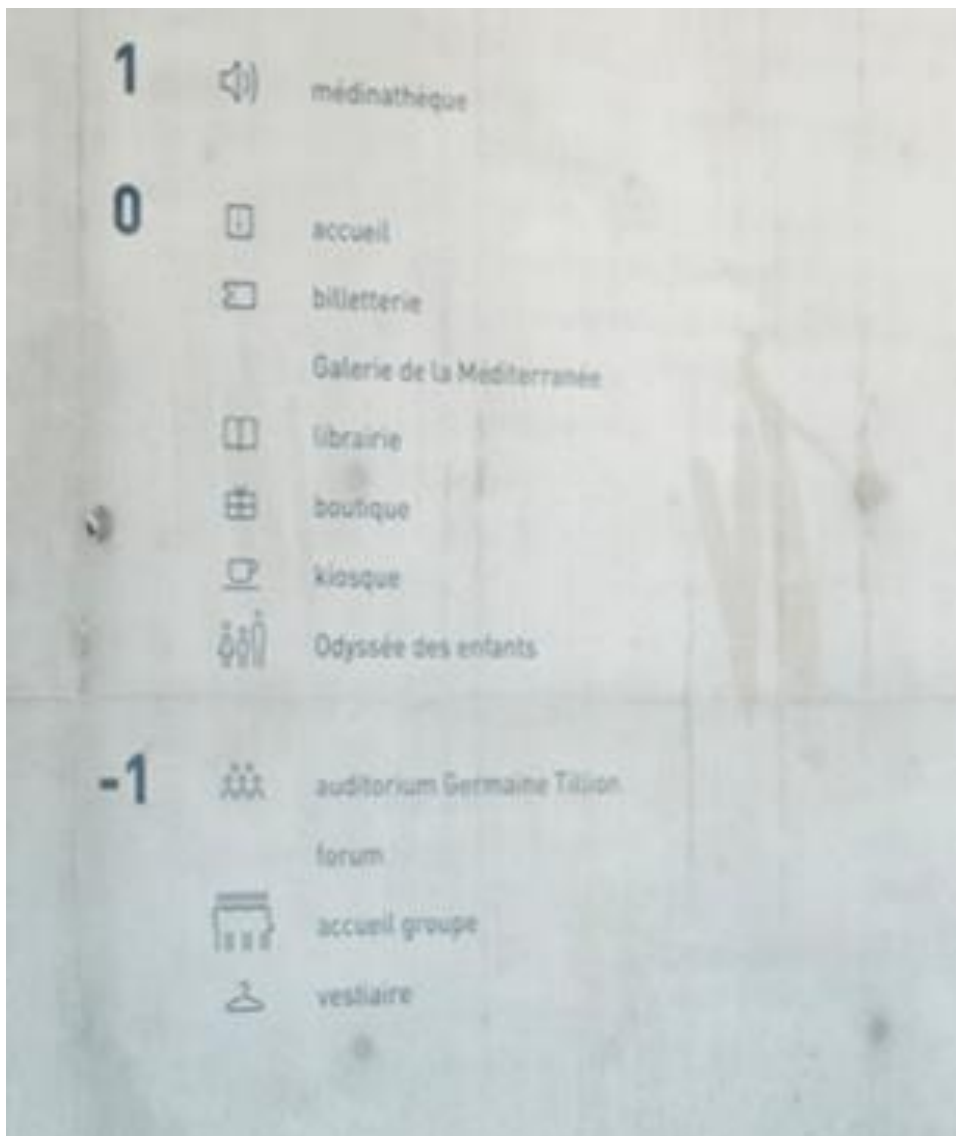 1 médinathèque
0 accueil
billetterie
Galerie de la Méditerranée
librairie
boutique
kiosque
Odyssée des enfants
-1 auditorium Germaine Tillion
forum
accueil groupe
vestiaire